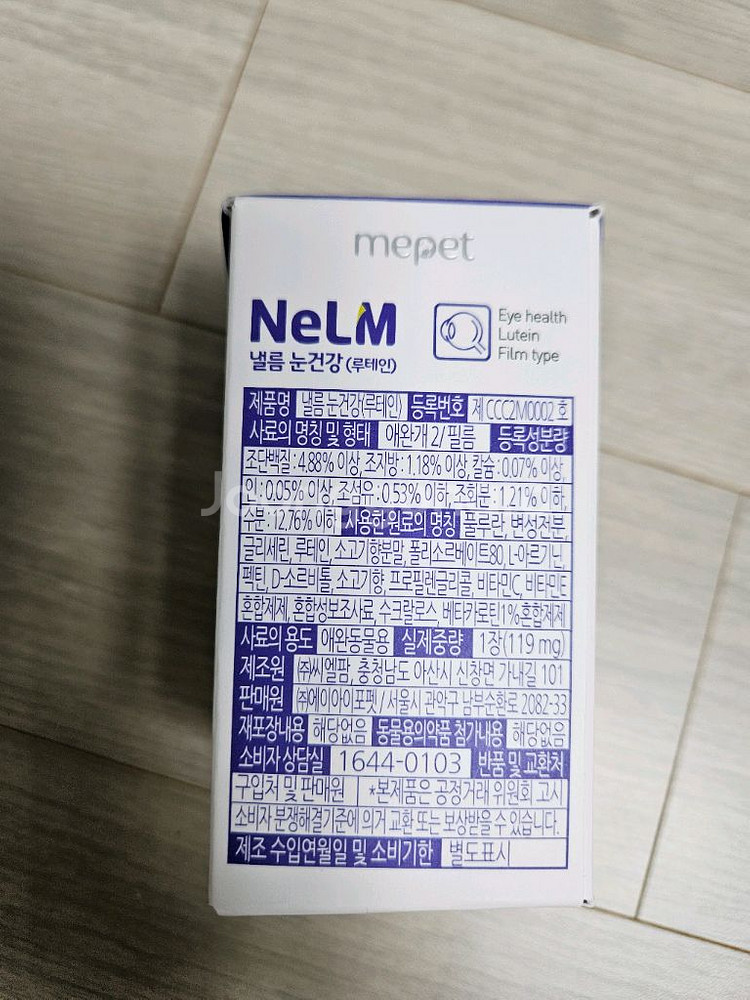 mepet
NeLM
낼름 눈건강(루테인)
Eye health
Lutein
Film type
제품명 낼름 눈건강(루테인) 등록번호 제 CCC2M0002 호
사료의 명칭 및 형태 애완개 2/ 필름 등록성분량
조단백질 : 4.88% 이상, 조지방 : 1.18% 이상, 칼슘 : 0.07% 이상,
인 : 0.05% 이상, 조섬유 : 0.53% 이하, 조회분 : 1.21% 이하,
수분 : 12.76% 이하 사용한 원료의 명칭 풀루란, 변성전분,
글리세린, 루테인, 소고기향분말, 폴리소르베이트80, L-아르기닌,
펙틴, D-소르비톨, 소고기향, 프로필렌글리콜, 비타민C, 비타민E
혼합제제, 혼합성보조사료, 수크랄로스, 베타카로틴1% 혼합제제
사료의 용도 애완동물용 실제중량 1장(119 mg)
제조원 ㈜씨엘팜, 충청남도 아산시 신창면 가내길 101
판매원 ㈜에이아이포펫 / 서울시 관악구 남부순환로 2082-33
재포장내용 해당없음 동물용의약품 첨가내용 해당없음
소비자 상담실 1644-0103 반품 및 교환처
구입처 및 판매원 *본제품은 공정거래 위원회 고시
소비자 분쟁해결기준에 의거 교환 또는 보상받을 수 있습니다.
제조 수입연월일 및 소비기한 별도표시